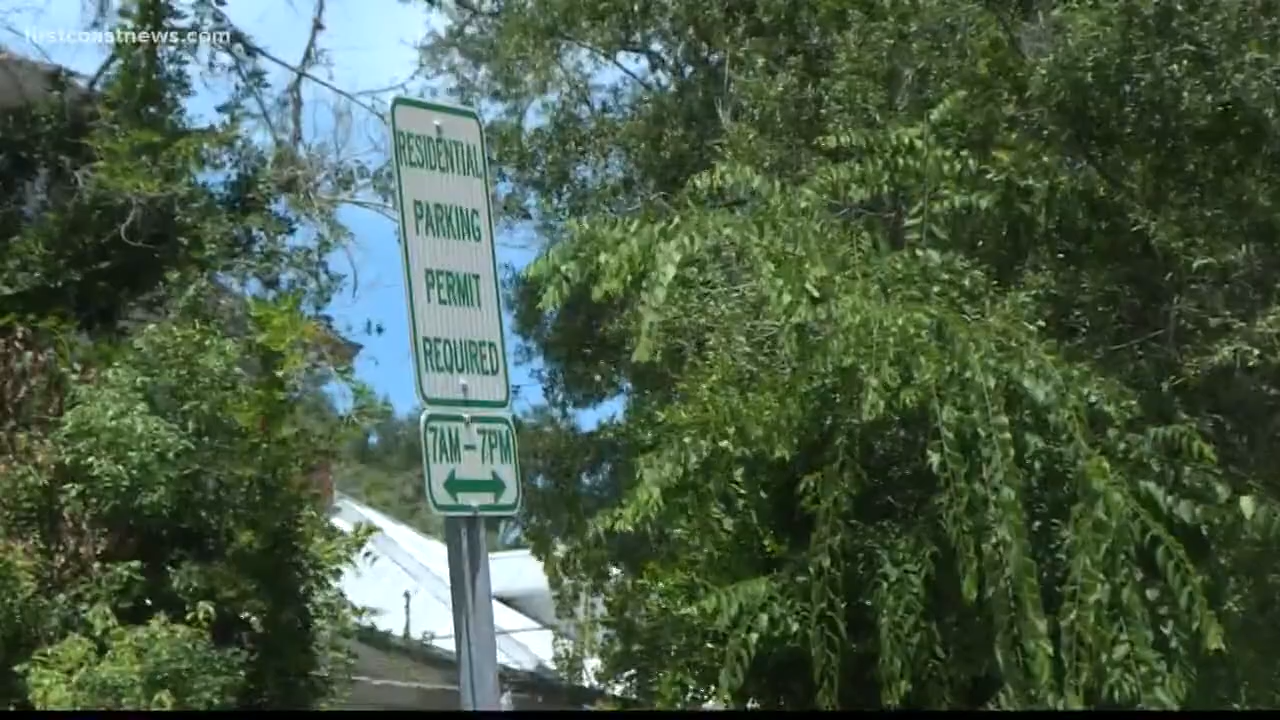 firstcoastnews.com
RESIDENTIAL
PARKING
PERMIT
REQUIRED
7AM-7PM